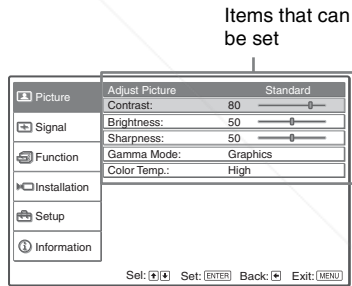 Items that can
be set
Picture
Signal
Function
Installation
Setup
Information
Adjust Picture Standard
Contrast: 80
Brightness: 50
Sharpness: 50
Gamma Mode: Graphics
Color Temp.: High
Sel: Set: ENTER Back: Exit: MENU